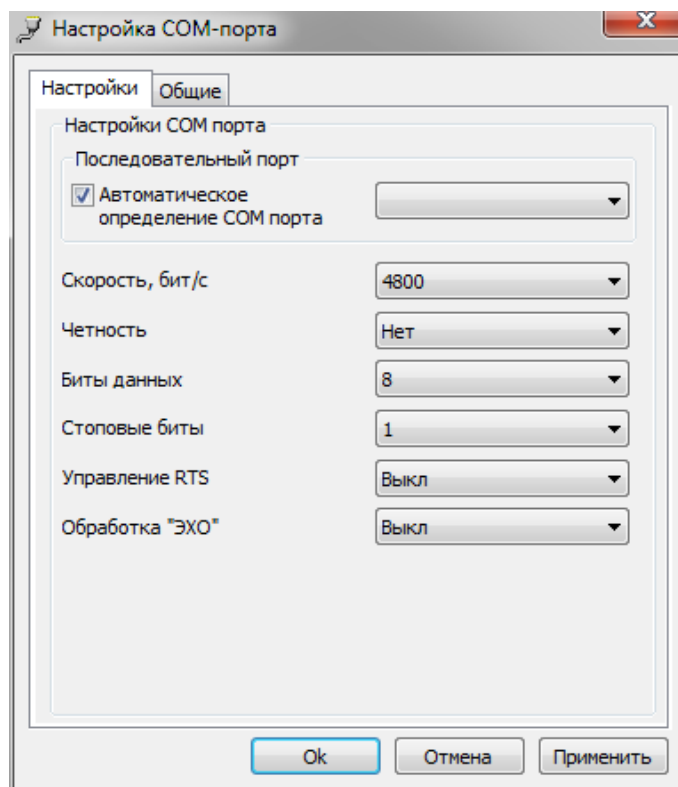 Настройка COM-порта
Настройки Общие
Настройки COM порта
Последовательный порт
Автоматическое
определение COM порта
Скорость, бит/с 4800
Четность Нет
Биты данных 8
Стоповые биты 1
Управление RTS Выкл
Обработка "ЭХО" Выкл
Ok Отмена Применить